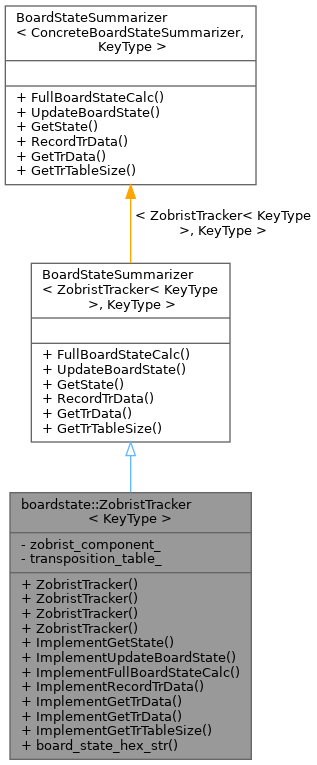 BoardStateSummarizer
< ConcreteBoardStateSummarizer,
KeyType >
+ FullBoardStateCalc()
+ UpdateBoardState()
+ GetState()
+ RecordTrData()
+ GetTrData()
+ GetTrTableSize()
< ZobristTracker< KeyType
>, KeyType >
BoardStateSummarizer
< ZobristTracker< KeyType
>, KeyType >
+ FullBoardStateCalc()
+ UpdateBoardState()
+ GetState()
+ RecordTrData()
+ GetTrData()
+ GetTrTableSize()
boardstate::ZobristTracker
< KeyType >
- zobrist_component_
- transposition_table_
+ ZobristTracker()
+ ZobristTracker()
+ ZobristTracker()
+ ZobristTracker()
+ ImplementGetState()
+ ImplementUpdateBoardState()
+ ImplementFullBoardStateCalc()
+ ImplementRecordTrData()
+ ImplementGetTrData()
+ ImplementGetTrData()
+ ImplementGetTrTableSize()
+ board_state_hex_str()